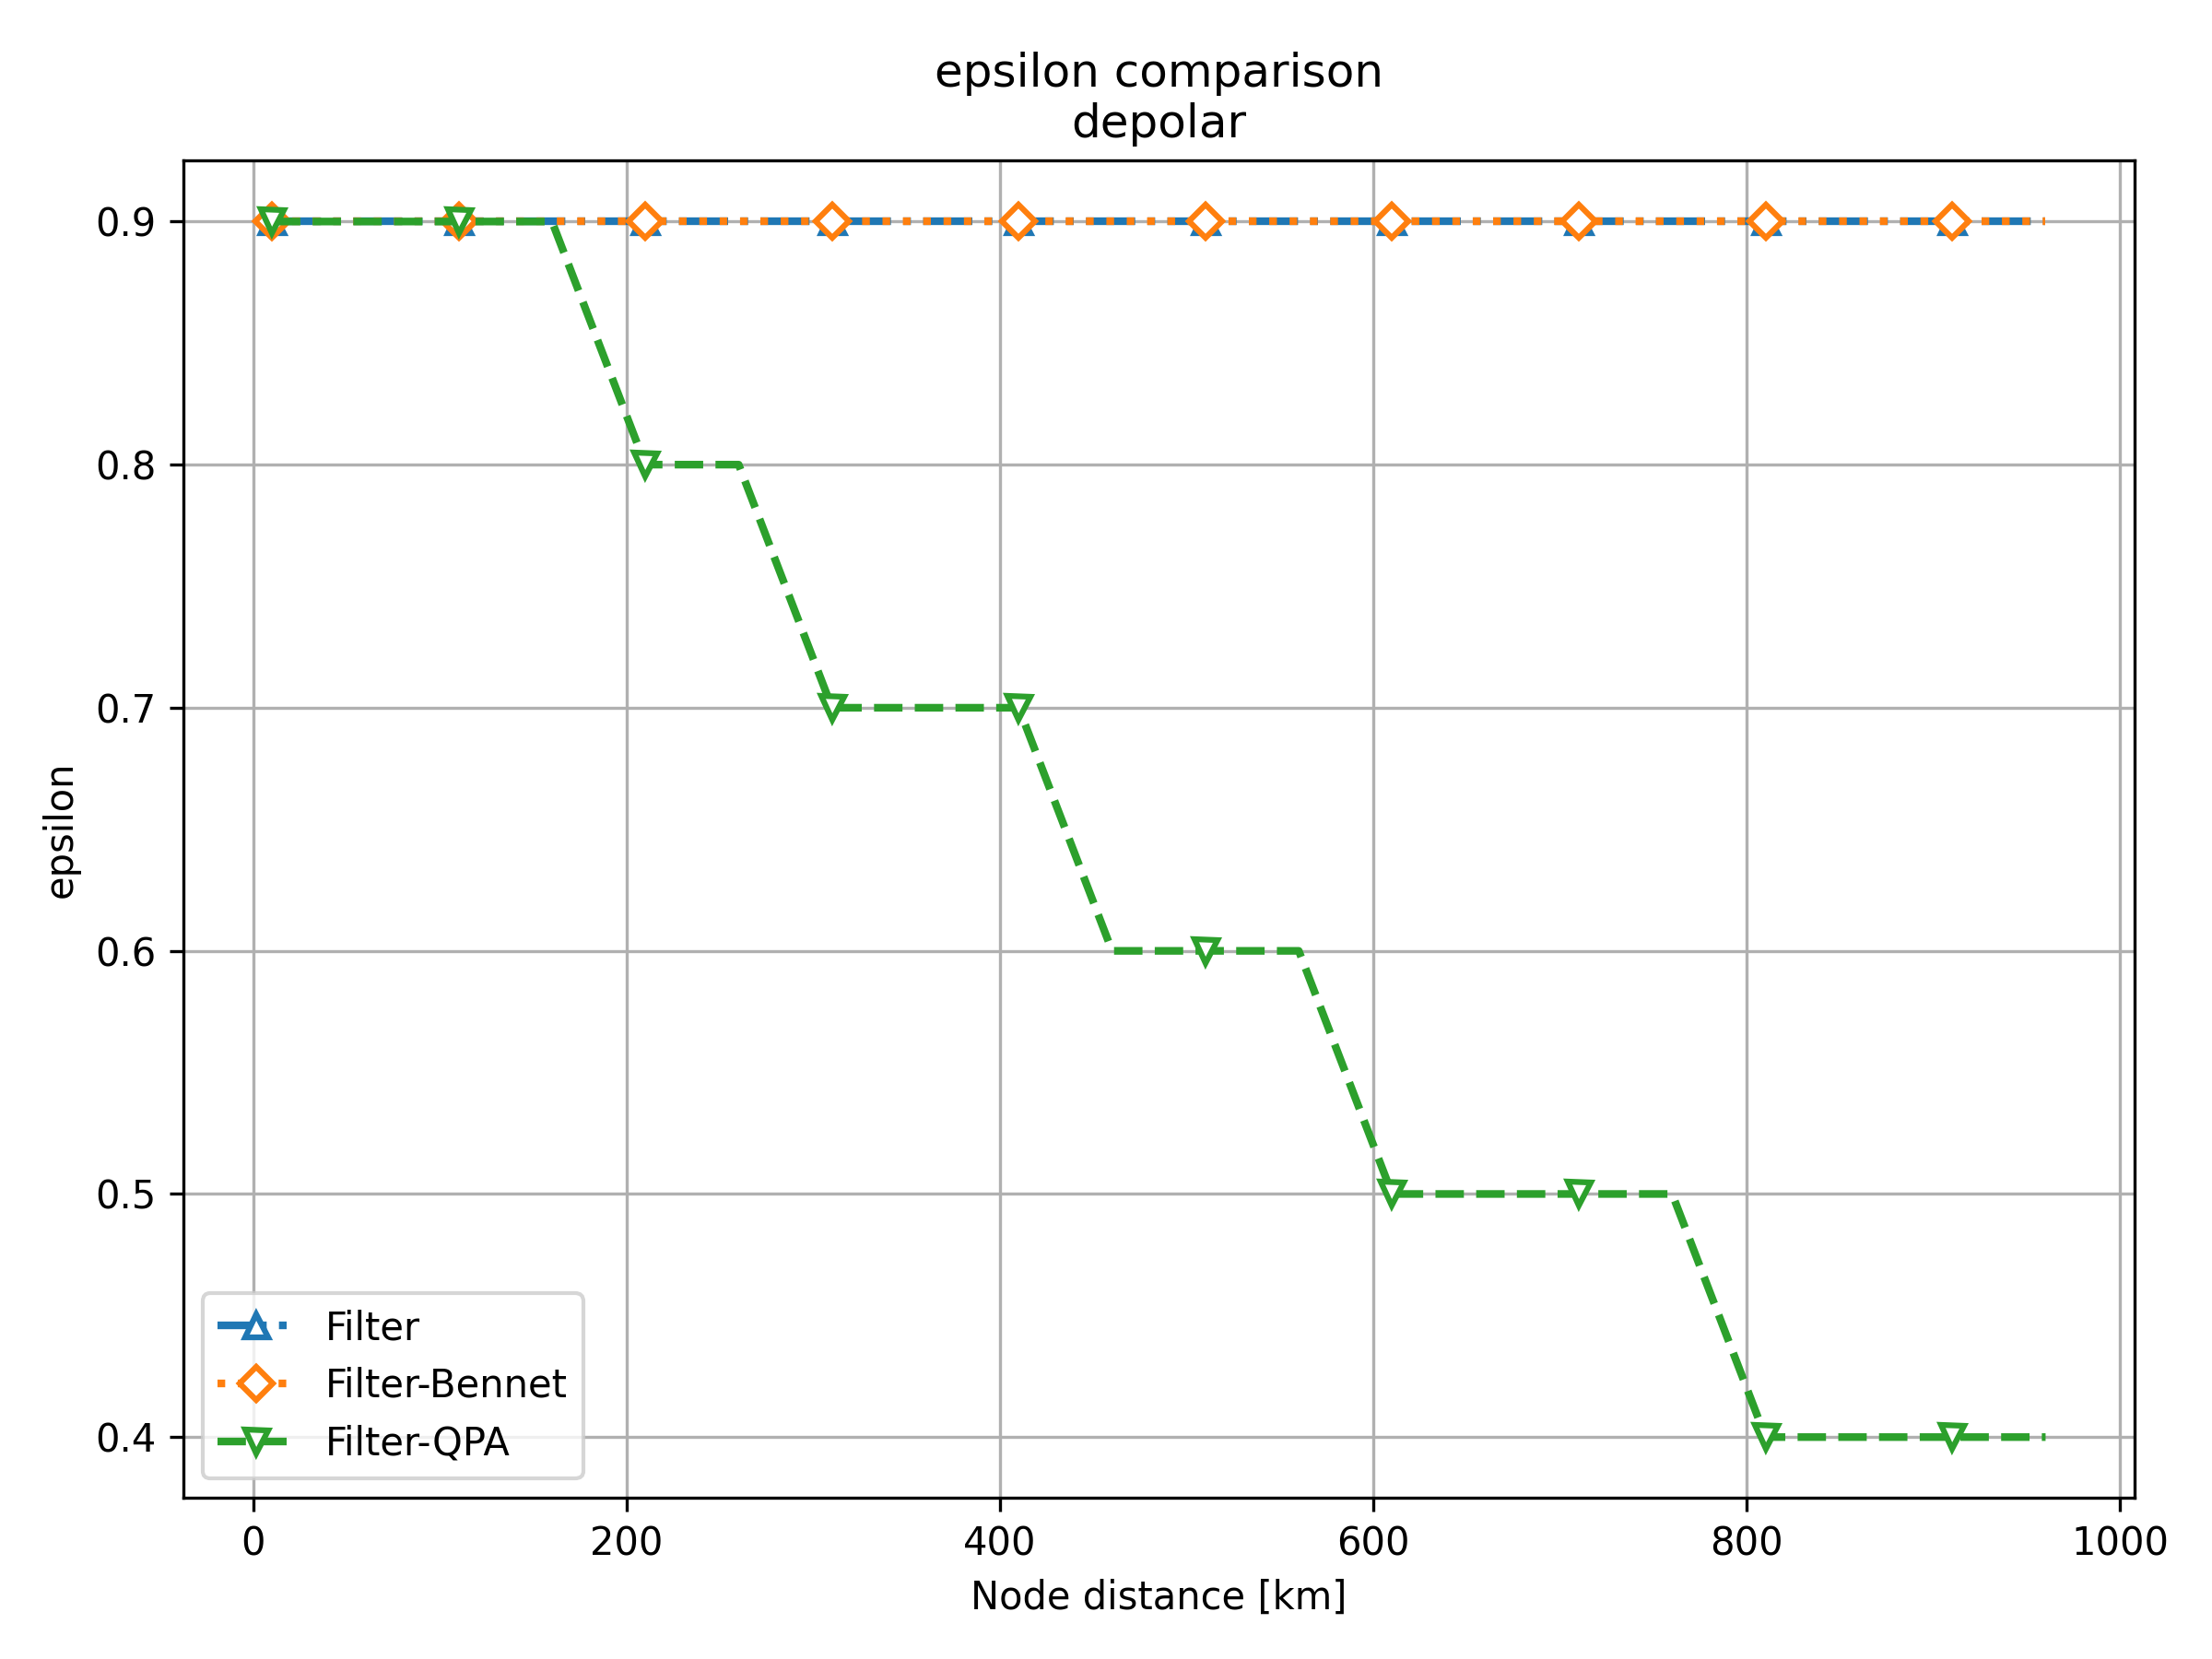 epsilon comparison
depolar
epsilon
0.9
0.8
0.7
0.6
0.5
0.4
Filter
Filter-Bennet
Filter-QPA
0 200 400 600 800 1000
Node distance [km]